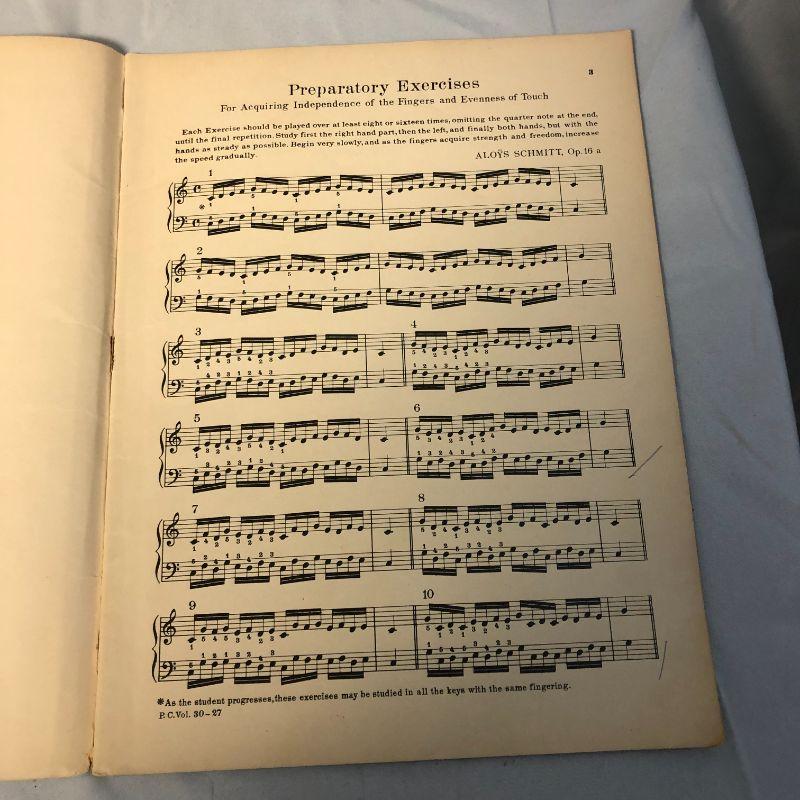 3
Preparatory Exercises
For Acquiring Independence of the Fingers and Evenness of Touch
Each Exercise should be played over at least eight or sixteen times, omitting the quarter note at the end,
until the final repetition. Study first the right hand part, then the left, and finally both hands, but with the
hands as steady as possible. Begin very slowly, and as the fingers acquire strength and freedom, increase
the speed gradually.
ALOŸS SCHMITT, Op. 16 a
1
2
3
4
5
6
7
8
9
10
*As the student progresses, these exercises may be studied in all the keys with the same fingering.
P. C. Vol. 30-27